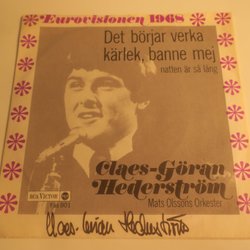 Eurovisionen 1968
Det börjar verka
kärlek, banne mej
natten är så lång
Claes-Göran
Hederström
Mats Olssons Orkester
RCA VICTOR
Claes-Göran Hederström